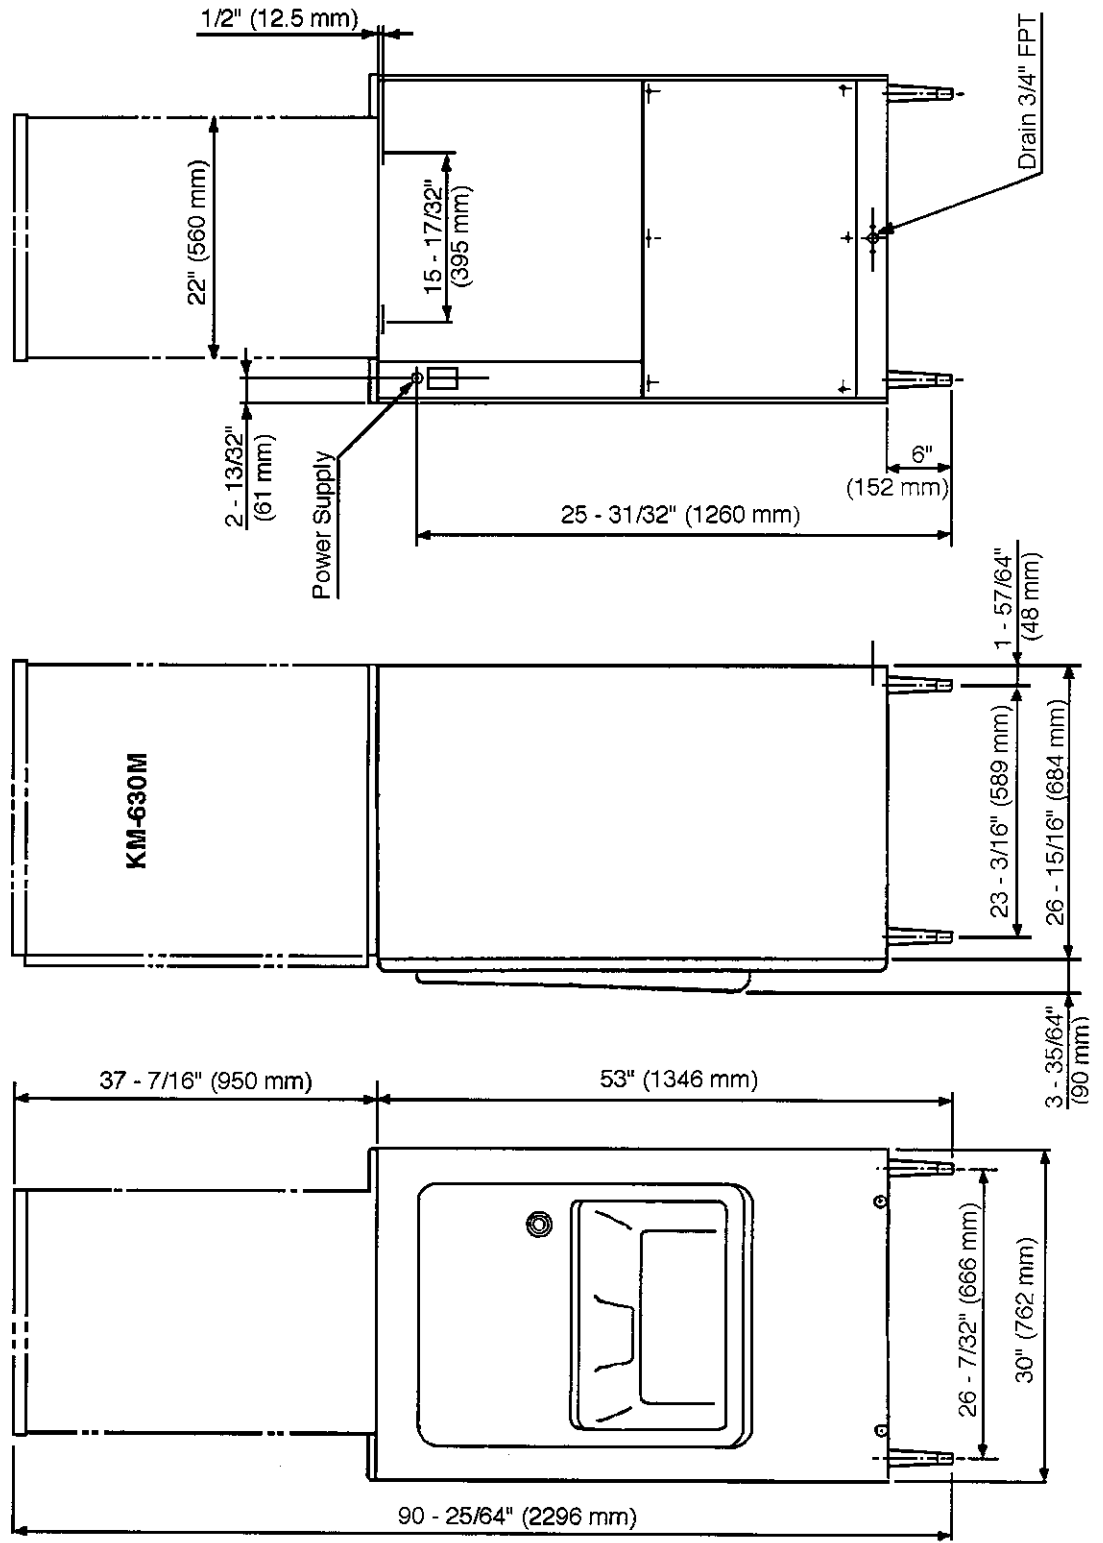 1/2" (12.5 mm)
22" (560 mm)
15 - 17/32"
(395 mm)
2 - 13/32"
(61 mm)
Power Supply
Drain 3/4" FPT
6"
(152 mm)
25 - 31/32" (1260 mm)
KM-630M
1 - 57/64"
(48 mm)
23 - 3/16" (589 mm)
26 - 15/16" (684 mm)
3 - 35/64"
(90 mm)
37 - 7/16" (950 mm)
53" (1346 mm)
26 - 7/32" (666 mm)
30" (762 mm)
90 - 25/64" (2296 mm)